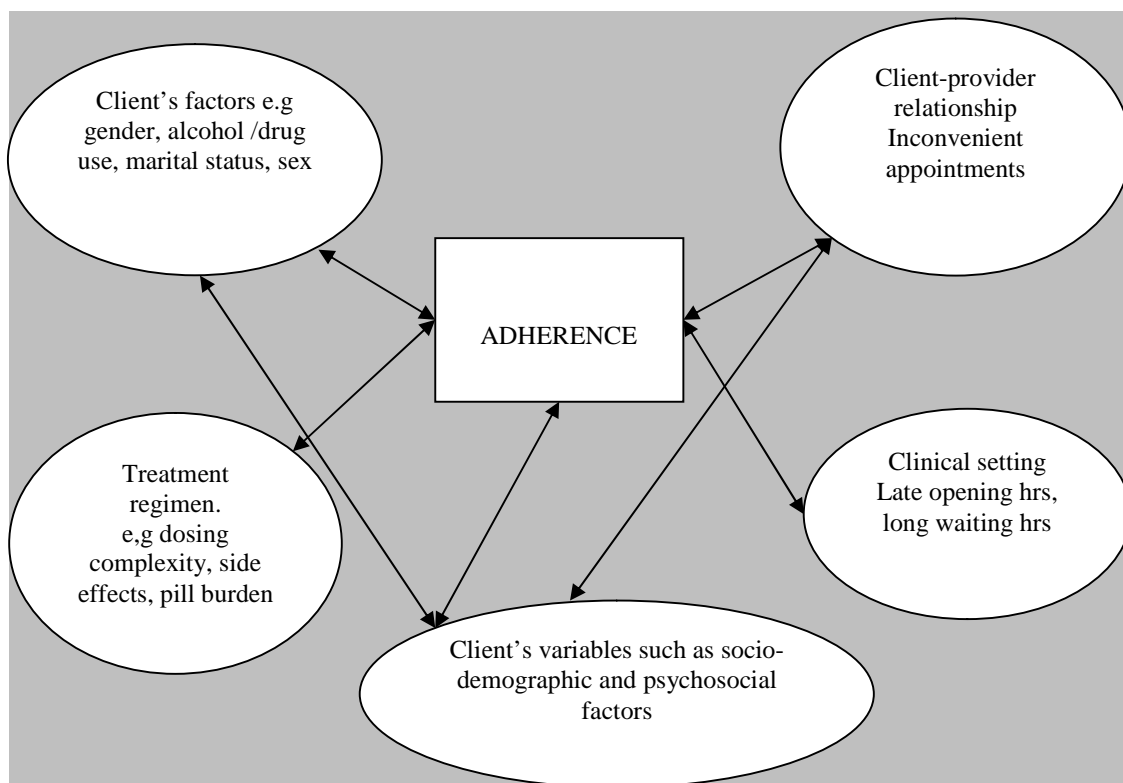 Client’s factors e.g
gender, alcohol /drug
use, marital status, sex
Client-provider
relationship
Inconvenient
appointments
ADHERENCE
Treatment
regimen.
e,g dosing
complexity, side
effects, pill burden
Clinical setting
Late opening hrs,
long waiting hrs
Client’s variables such as socio-
demographic and psychosocial
factors